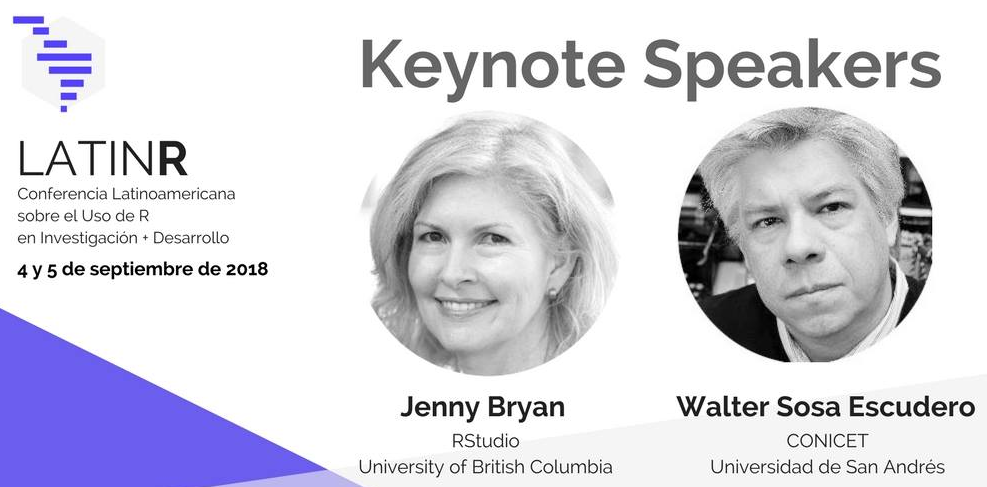 Keynote Speakers
LATINR
Conferencia Latinoamericana
sobre el Uso de R
en Investigación + Desarrollo
4 y 5 de septiembre de 2018
Jenny Bryan
RStudio
University of British Columbia
Walter Sosa Escudero
CONICET
Universidad de San Andrés